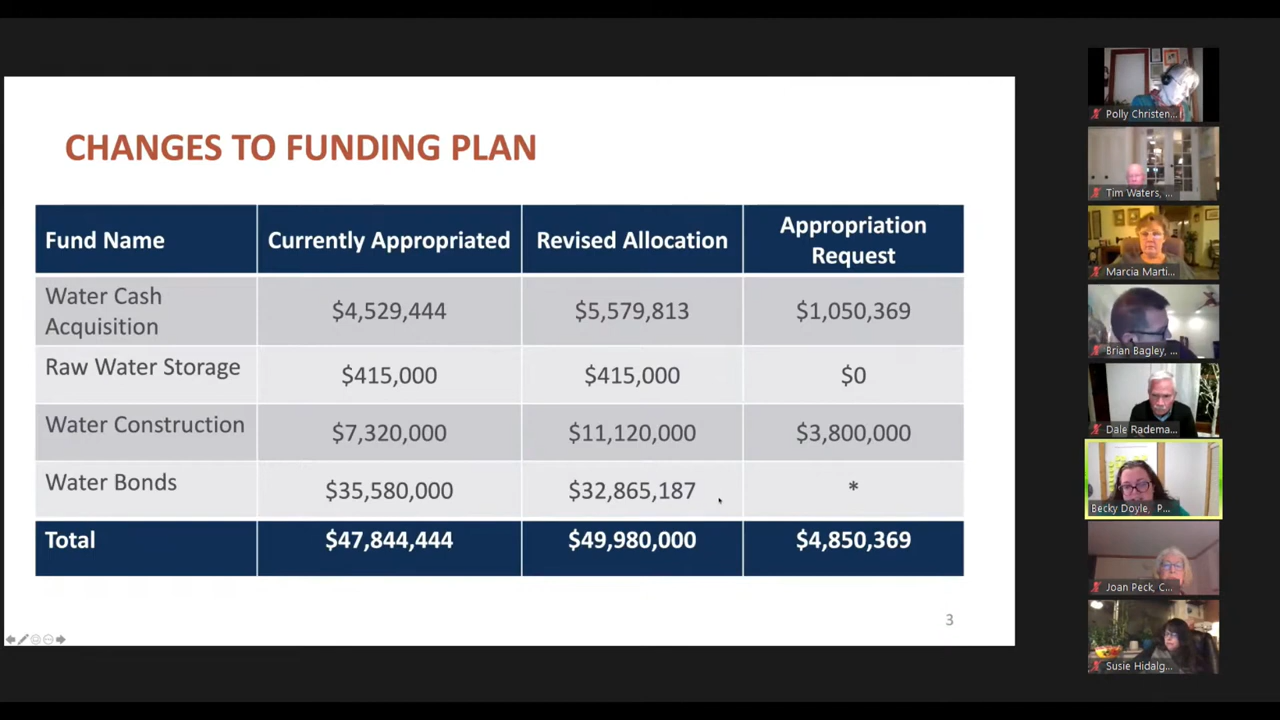 CHANGES TO FUNDING PLAN
Fund Name Currently Appropriated Revised Allocation Appropriation Request
Water Cash Acquisition $4,529,444 $5,579,813 $1,050,369
Raw Water Storage $415,000 $415,000 $0
Water Construction $7,320,000 $11,120,000 $3,800,000
Water Bonds $35,580,000 $32,865,187 *
Total $47,844,444 $49,980,000 $4,850,369
3
Polly Christen...
Tim Waters, ...
Marcia Marti...
Brian Bagley, ...
Dale Radema...
Becky Doyle, P...
Joan Peck, C...
Susie Hidalg...